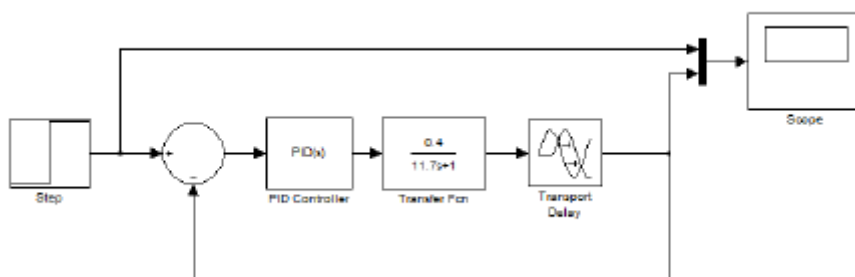 Scope
+
PID(s)
0.4
11.7s+1
−
Step
PID Controller
Transfer Fcn
Transport
Delay